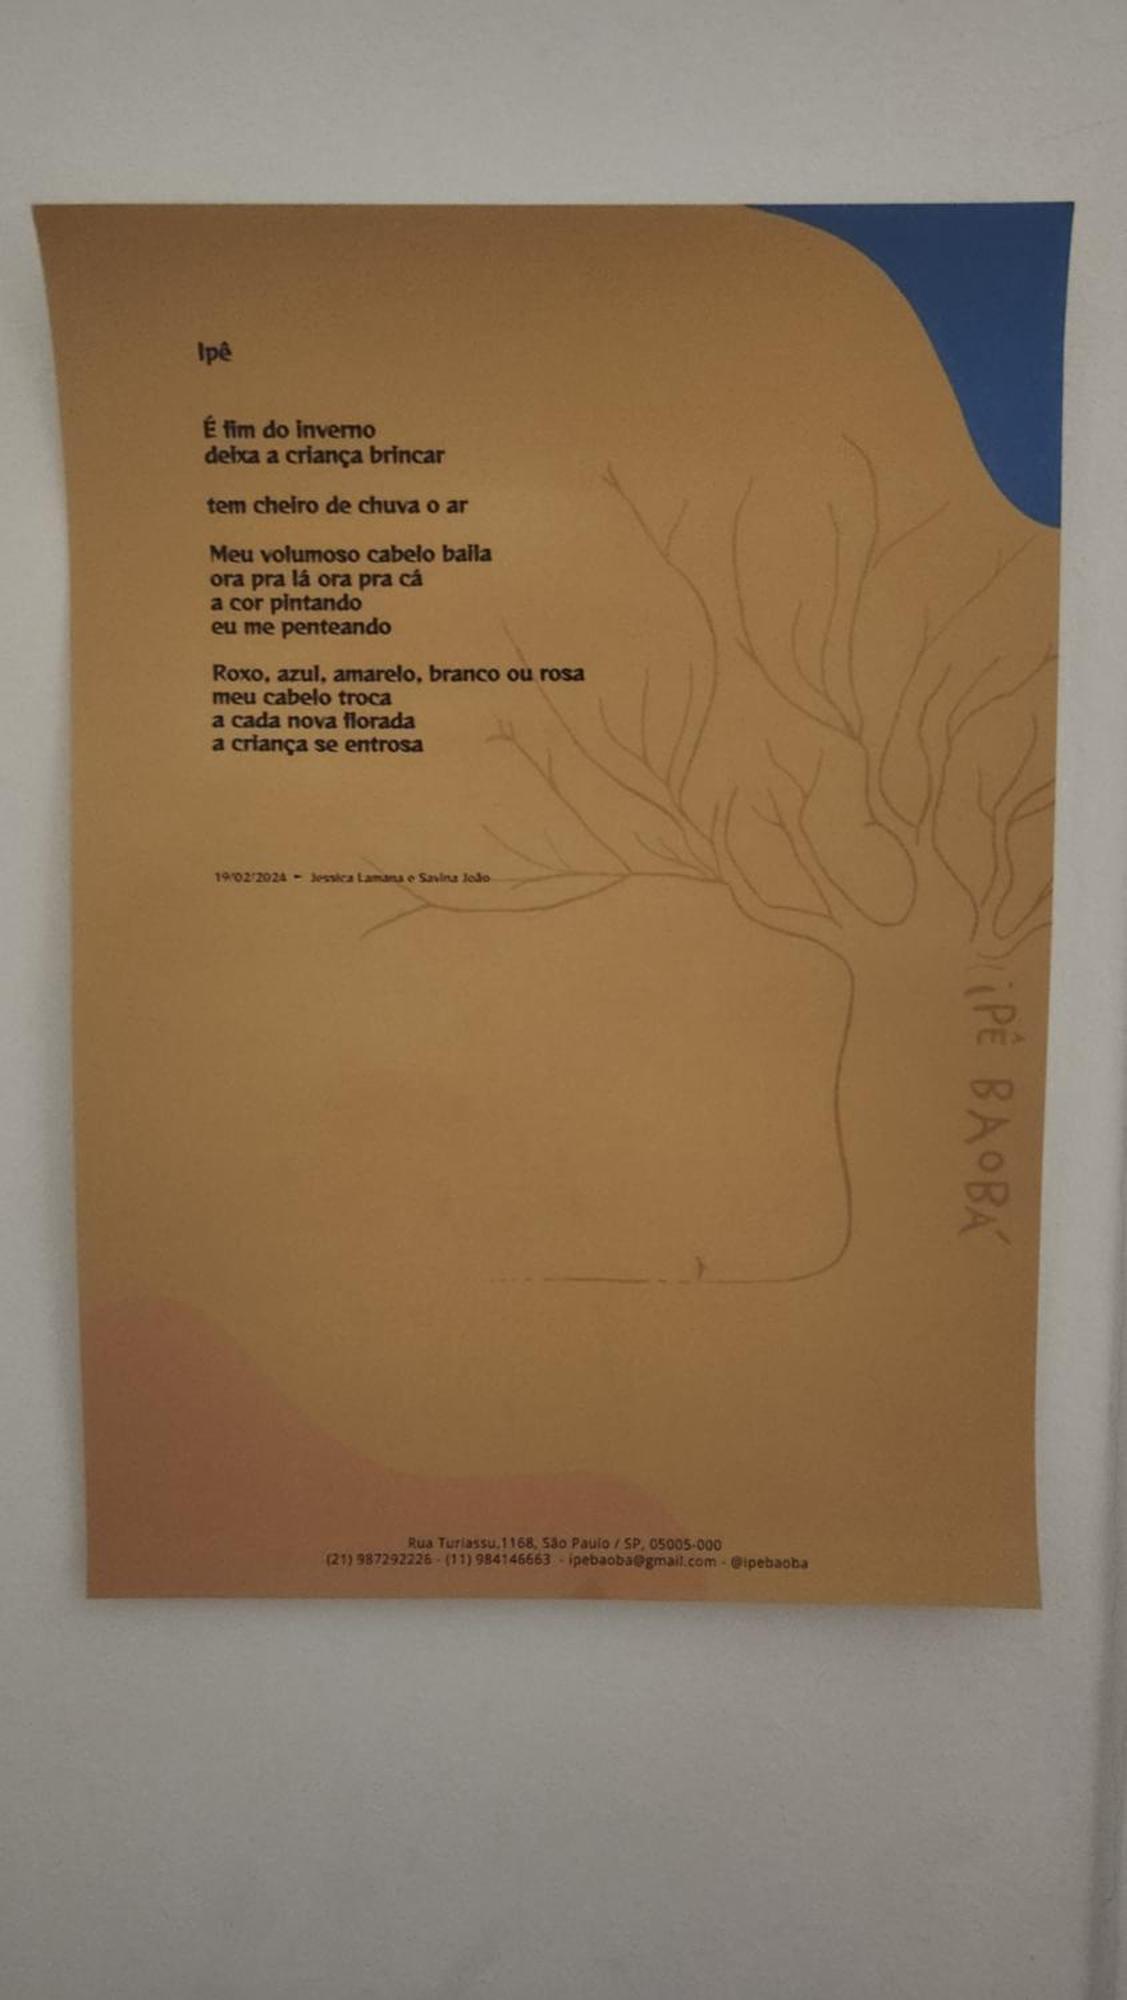 Ipê
É fim do inverno
deixa a criança brincar
tem cheiro de chuva o ar
Meu volumoso cabelo baila
ora pra lá ora pra cá
a cor pintando
eu me penteando
Roxo, azul, amarelo, branco ou rosa
meu cabelo troca
a cada nova florada
a criança se entrosa
19/02/2024 - Jessica Lamana e Savina João
iPÊ BAOBÁ
Rua Turiassu,1168, São Paulo / SP, 05005-000
(21) 987292226 - (11) 984146663 - ipebaoba@gmail.com - @ipebaoba